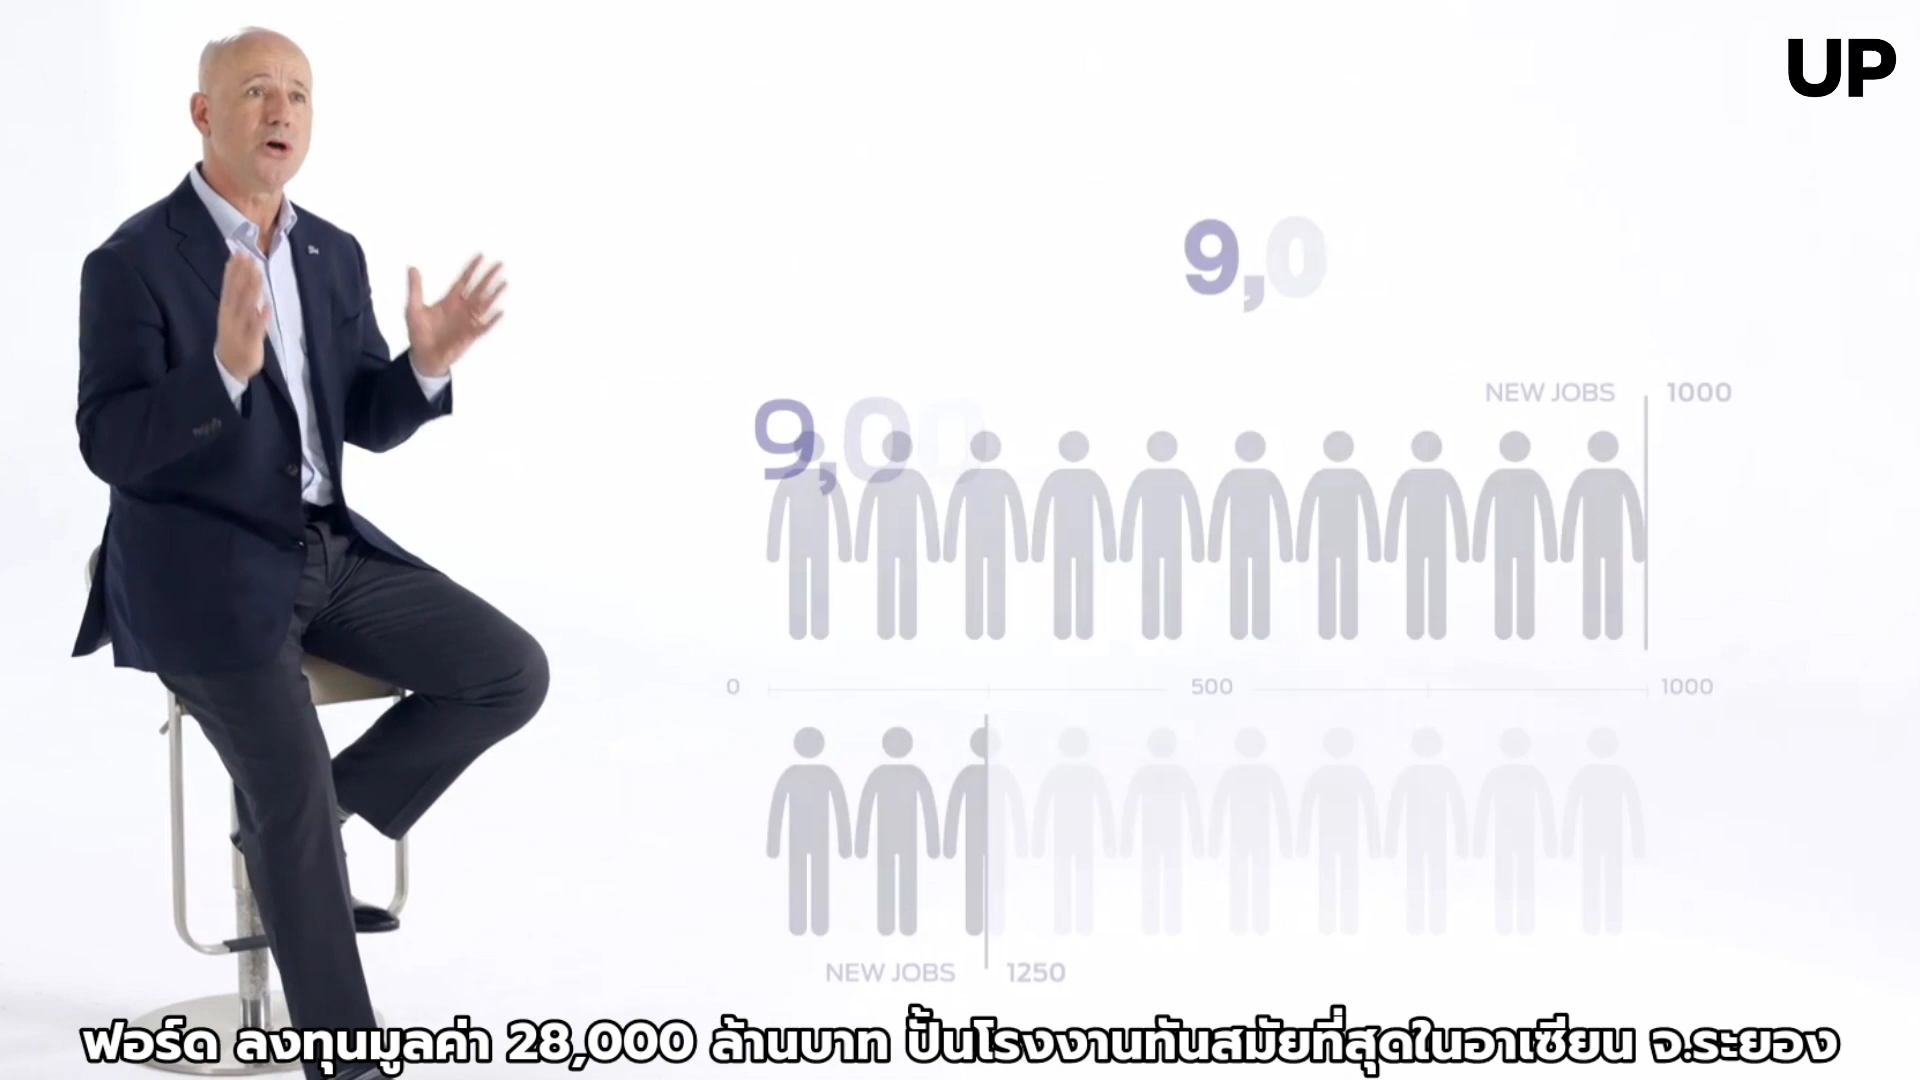 UP
9,0
9,00
NEW JOBS 1000
0 500 1000
NEW JOBS 1250
ฟอร์ด ลงทุนมูลค่า 28,000 ล้านบาท ปั้นโรงงานทันสมัยที่สุดในอาเซียน จ.ระยอง